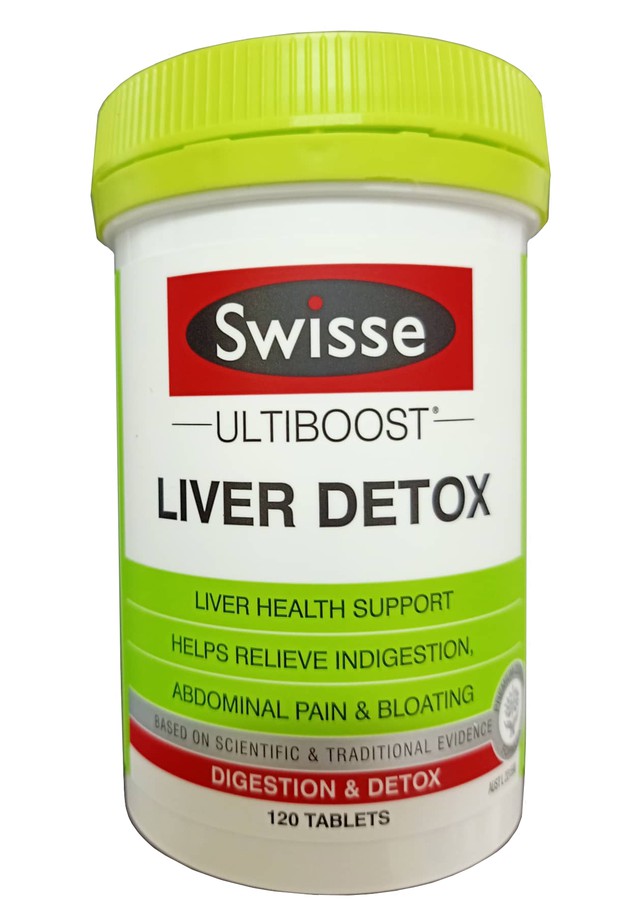 Swisse
ULTIBOOST®
LIVER DETOX
LIVER HEALTH SUPPORT
HELPS RELIEVE INDIGESTION,
ABDOMINAL PAIN & BLOATING
BASED ON SCIENTIFIC & TRADITIONAL EVIDENCE
DIGESTION & DETOX
120 TABLETS